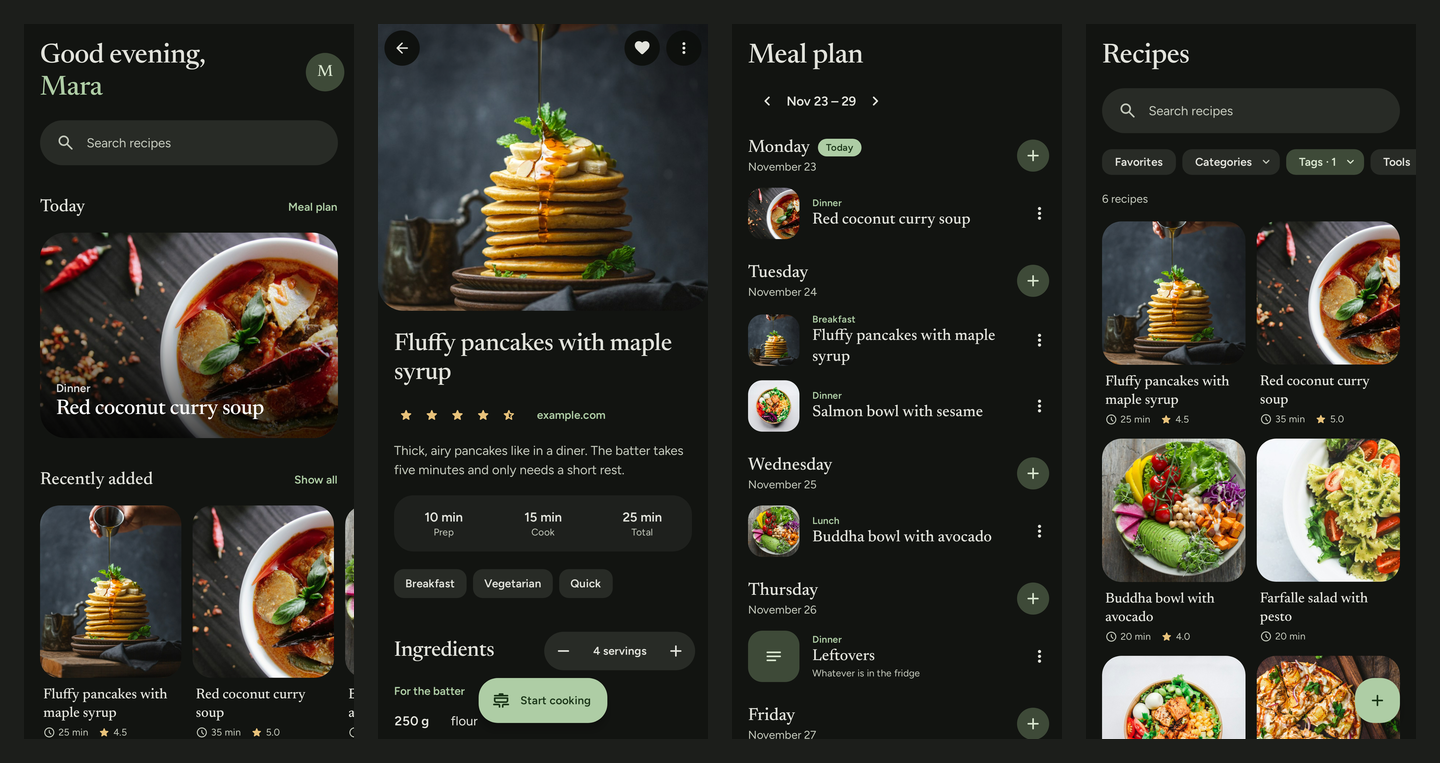 Good evening,
Mara
M
Search recipes
Today
Meal plan
Dinner
Red coconut curry soup
Recently added
Show all
Fluffy pancakes with
maple syrup
25 min
4.5
Red coconut curry
soup
35 min
5.0
Fluffy pancakes with maple
syrup
example.com
Thick, airy pancakes like in a diner. The batter takes
five minutes and only needs a short rest.
10 min
Prep
15 min
Cook
25 min
Total
Breakfast
Vegetarian
Quick
Ingredients
4 servings
For the batter
250 g flour
Start cooking
Meal plan
Nov 23 – 29
Monday
Today
November 23
Dinner
Red coconut curry soup
Tuesday
November 24
Breakfast
Fluffy pancakes with maple
syrup
Dinner
Salmon bowl with sesame
Wednesday
November 25
Lunch
Buddha bowl with avocado
Thursday
November 26
Dinner
Leftovers
Whatever is in the fridge
Friday
November 27
Recipes
Search recipes
Favorites
Categories
Tags · 1
Tools
6 recipes
Fluffy pancakes with
maple syrup
25 min
4.5
Red coconut curry
soup
35 min
5.0
Buddha bowl with
avocado
20 min
4.0
Farfalle salad with
pesto
20 min